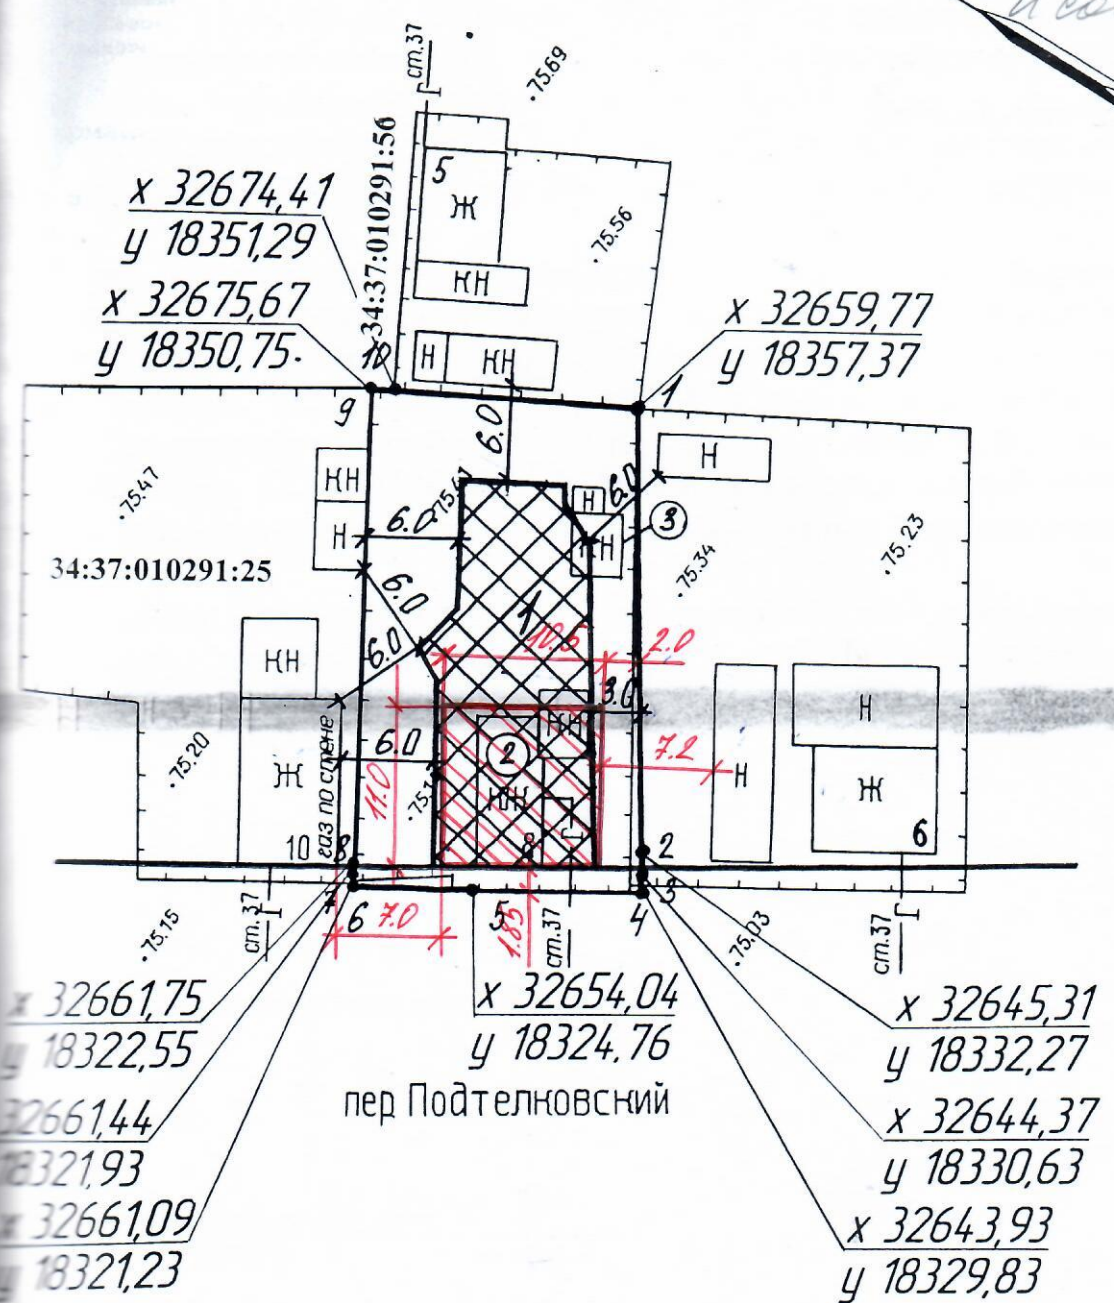 и со
ст.37
.75.69
34:37:010291:56
5
Ж
.75.56
КН
Н
КН
х 32674,41
у 18351,29
х 32675,67
у 18350,75.
х 32659,77
у 18357,37
10
1
9
6.0
Н
КН
.75.47
6.0
Н
6.0
3
КН
Н
34:37:010291:25
.75.34
.75.23
6.0
1
6.0
10.5
2.0
КН
3.0
КН
Н
газ по стене
6.0
2
7.2
Н
.75.20
Ж
11.0
КЖ
Ж
6
10
8
8
2
7
3
6
7.0
5
4
1.85
.75.15
ст.37
ст.37
.75.03
ст.37
х 32661,75
у 18322,55
х 32654,04
у 18324,76
х 32645,31
у 18332,27
пер Подтелковский
32661,44
18321,93
х 32644,37
у 18330,63
х 32661,09
у 18321,23
х 32643,93
у 18329,83